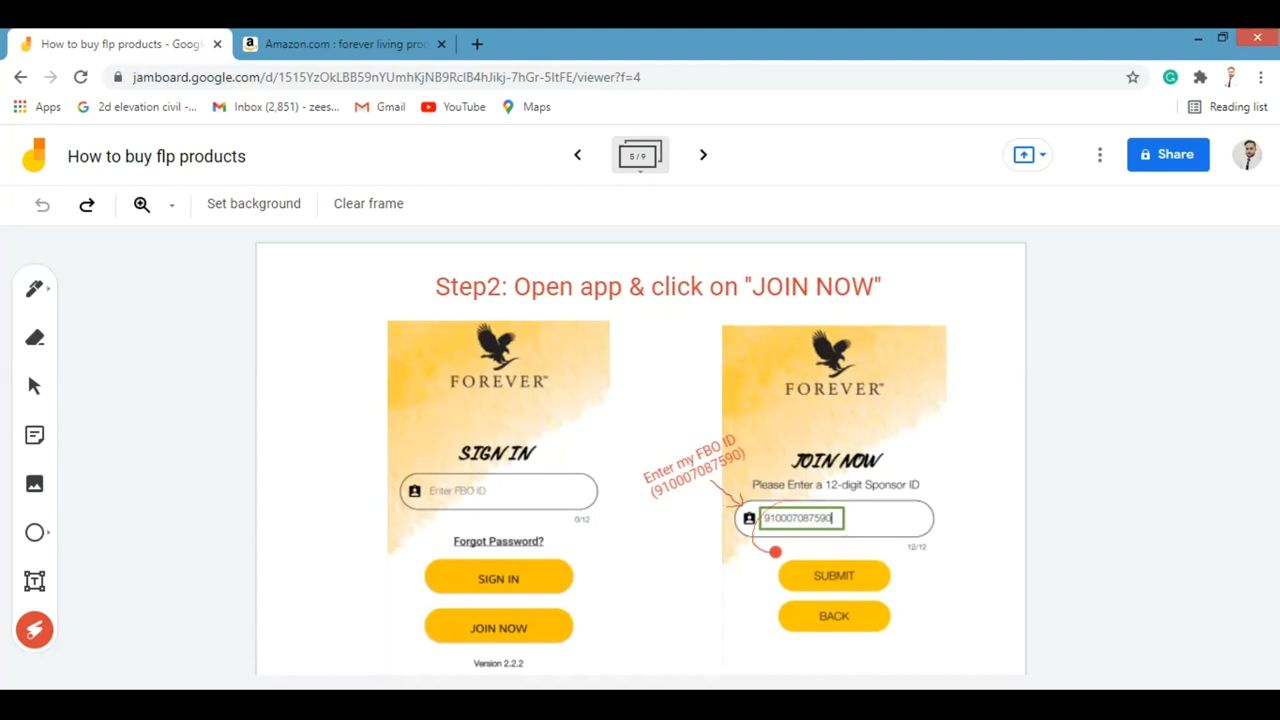 How to buy flp products - Goog
Amazon.com : forever living proc
jamboard.google.com/d/1515YzOkLBB59nYUmhKjNB9RclB4hJikj-7hGr-5ItFE/viewer?f=4
Apps
2d elevation civil -...
Inbox (2,851) - zees...
Gmail
YouTube
Maps
Reading list
How to buy flp products
5 / 9
Share
Set background
Clear frame
Step2: Open app & click on "JOIN NOW"
FOREVER™
SIGN IN
Enter FBO ID
0/12
Forgot Password?
SIGN IN
JOIN NOW
Version 2.2.2
Enter my FBO ID
(910007087590)
FOREVER™
JOIN NOW
Please Enter a 12-digit Sponsor ID
910007087590
12/12
SUBMIT
BACK